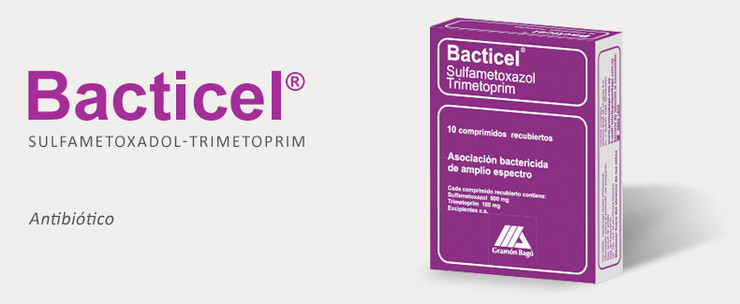 Bacticel®
SULFAMETOXADOL-TRIMETOPRIM
Antibiótico
Bacticel®
Sulfametoxazol
Trimetoprim
10 comprimidos recubiertos
Asociación bactericida
de amplio espectro
Cada comprimido recubierto contiene:
Sulfametoxazol 800 mg
Trimetoprim 160 mg
Excipientes c.s.
Gramón Bagó